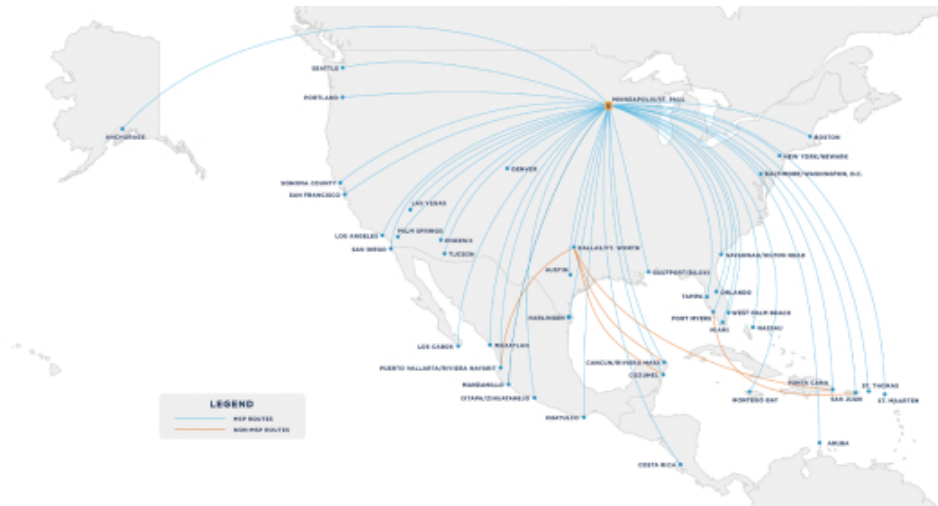 MINNEAPOLIS/ST. PAUL
SEATTLE
PORTLAND
ANCHORAGE
BOSTON
NEW YORK/NEWARK
BALTIMORE/WASHINGTON, D.C.
DENVER
SONOMA COUNTY
SAN FRANCISCO
LAS VEGAS
LOS ANGELES
PALM SPRINGS
PHOENIX
SAN DIEGO
TUCSON
DALLAS/FT. WORTH
SAVANNAH/HILTON HEAD
AUSTIN
GULFPORT/BILOXI
TAMPA
ORLANDO
HARLINGEN
FORT MYERS
WEST PALM BEACH
MIAMI
NASSAU
LOS CABOS
MAZATLAN
CANCUN/RIVIERA MAYA
PUERTO VALLARTA/RIVIERA NAYARIT
COZUMEL
MANZANILLO
PUNTA CANA
ST. THOMAS
IXTAPA/ZIHUATANEJO
MONTEGO BAY
SAN JUAN
ST. MAARTEN
HUATULCO
ARUBA
COSTA RICA
LEGEND
MSP ROUTES
NON MSP ROUTES